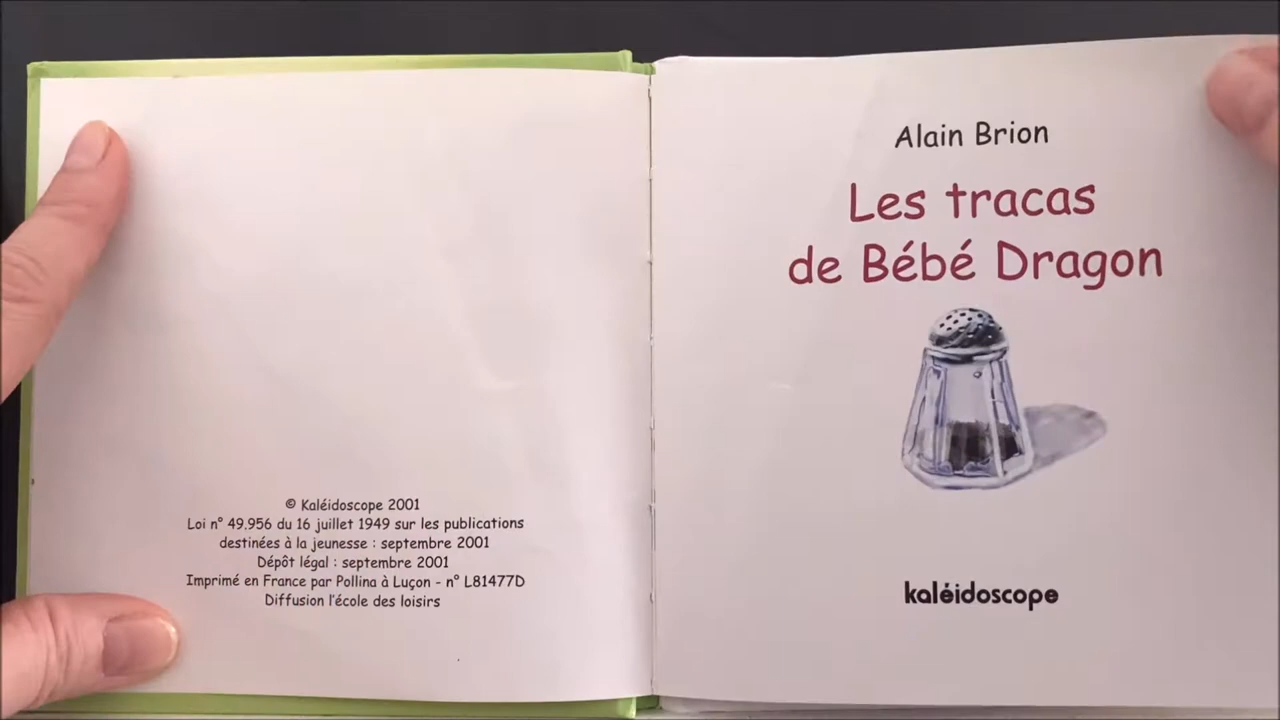 © Kaléidoscope 2001
Loi n° 49.956 du 16 juillet 1949 sur les publications
destinées à la jeunesse : septembre 2001
Dépôt légal : septembre 2001
Imprimé en France par Pollina à Luçon - n° L81477D
Diffusion l'école des loisirs
Alain Brion
Les tracas
de Bébé Dragon
kaléidoscope